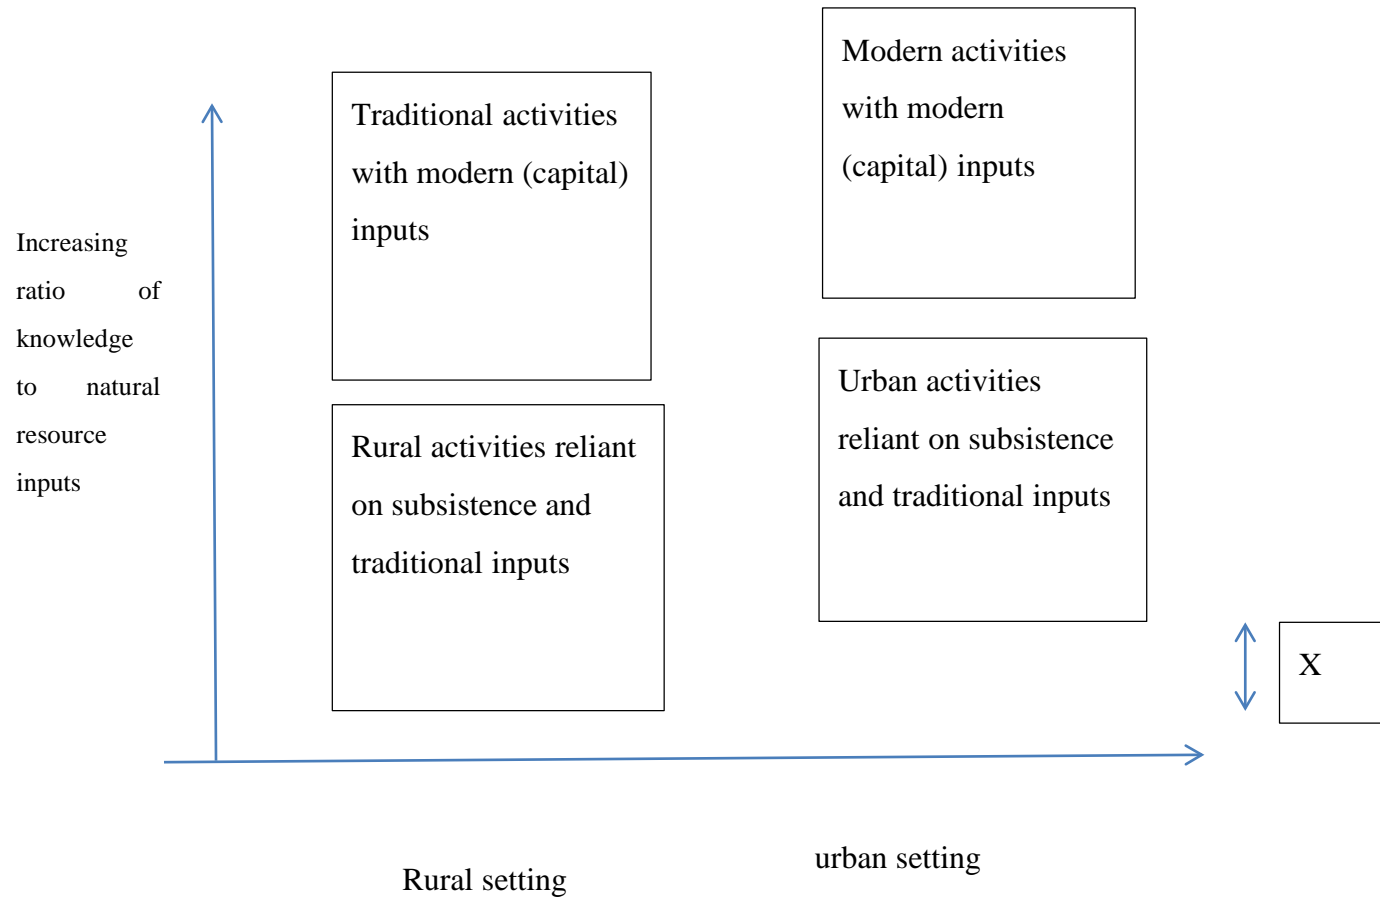 Modern activities
with modern
(capital) inputs
Traditional activities
with modern (capital)
inputs
Increasing
ratio of
knowledge
to natural
resource
inputs
Urban activities
reliant on subsistence
and traditional inputs
Rural activities reliant
on subsistence and
traditional inputs
X
urban setting
Rural setting